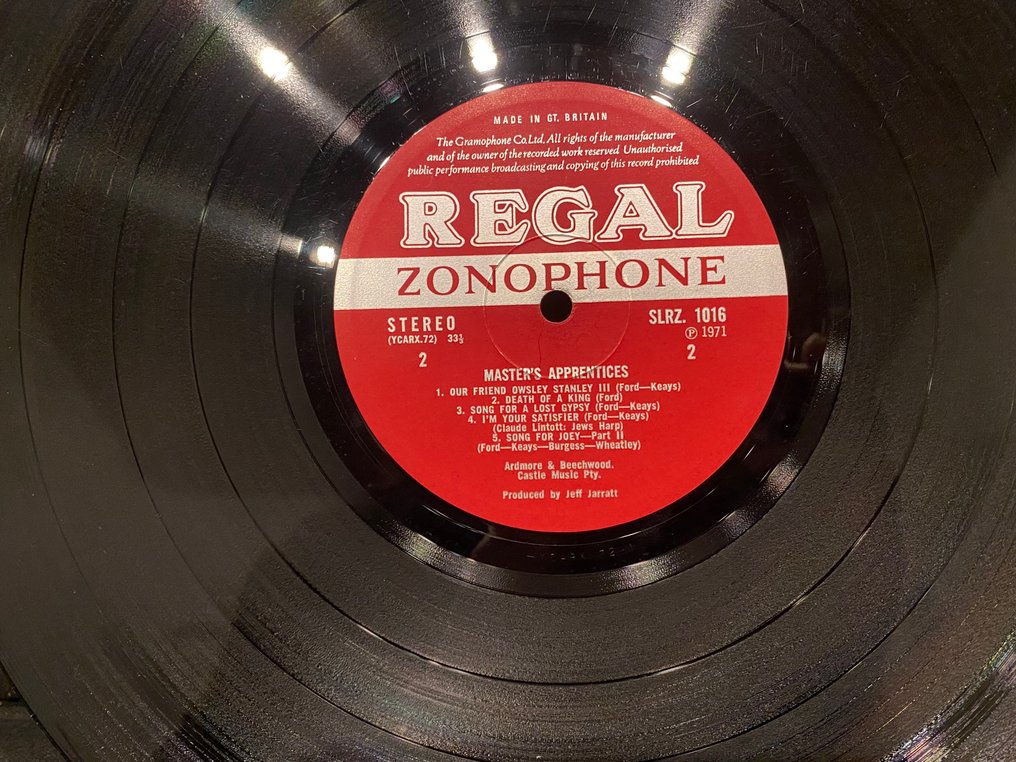 MADE IN GT. BRITAIN
The Gramophone Co.Ltd. All rights of the manufacturer
and of the owner of the recorded work reserved Unauthorised
public performance broadcasting and copying of this record prohibited
REGAL
ZONOPHONE
STEREO SLRZ. 1016
(YCARX.72) 33⅓ Ⓟ 1971
2 2
MASTER'S APPRENTICES
1. OUR FRIEND OWSLEY STANLEY III (Ford—Keays)
2. DEATH OF A KING (Ford)
3. SONG FOR A LOST GYPSY (Ford—Keays)
4. I'M YOUR SATISFIER (Ford—Keays)
(Claude Lintott: Jews Harp)
5. SONG FOR JOEY—Part II
(Ford—Keays—Burgess—Wheatley)
Ardmore & Beechwood.
Castle Music Pty.
Produced by Jeff Jarratt